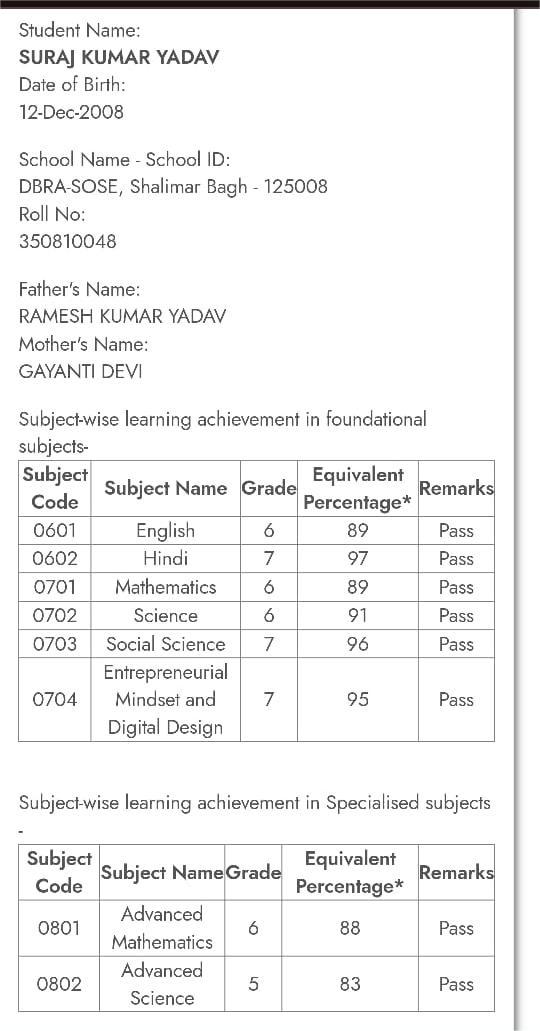 Student Name:
SURAJ KUMAR YADAV
Date of Birth:
12-Dec-2008
School Name - School ID:
DBRA-SOSE, Shalimar Bagh - 125008
Roll No:
350810048
Father's Name:
RAMESH KUMAR YADAV
Mother's Name:
GAYANTI DEVI
Subject-wise learning achievement in foundational
subjects-
Subject Code Subject Name Grade Equivalent Percentage* Remarks
0601 English 6 89 Pass
0602 Hindi 7 97 Pass
0701 Mathematics 6 89 Pass
0702 Science 6 91 Pass
0703 Social Science 7 96 Pass
0704 Entrepreneurial Mindset and Digital Design 7 95 Pass
Subject-wise learning achievement in Specialised subjects
-
Subject Code Subject Name Grade Equivalent Percentage* Remarks
0801 Advanced Mathematics 6 88 Pass
0802 Advanced Science 5 83 Pass